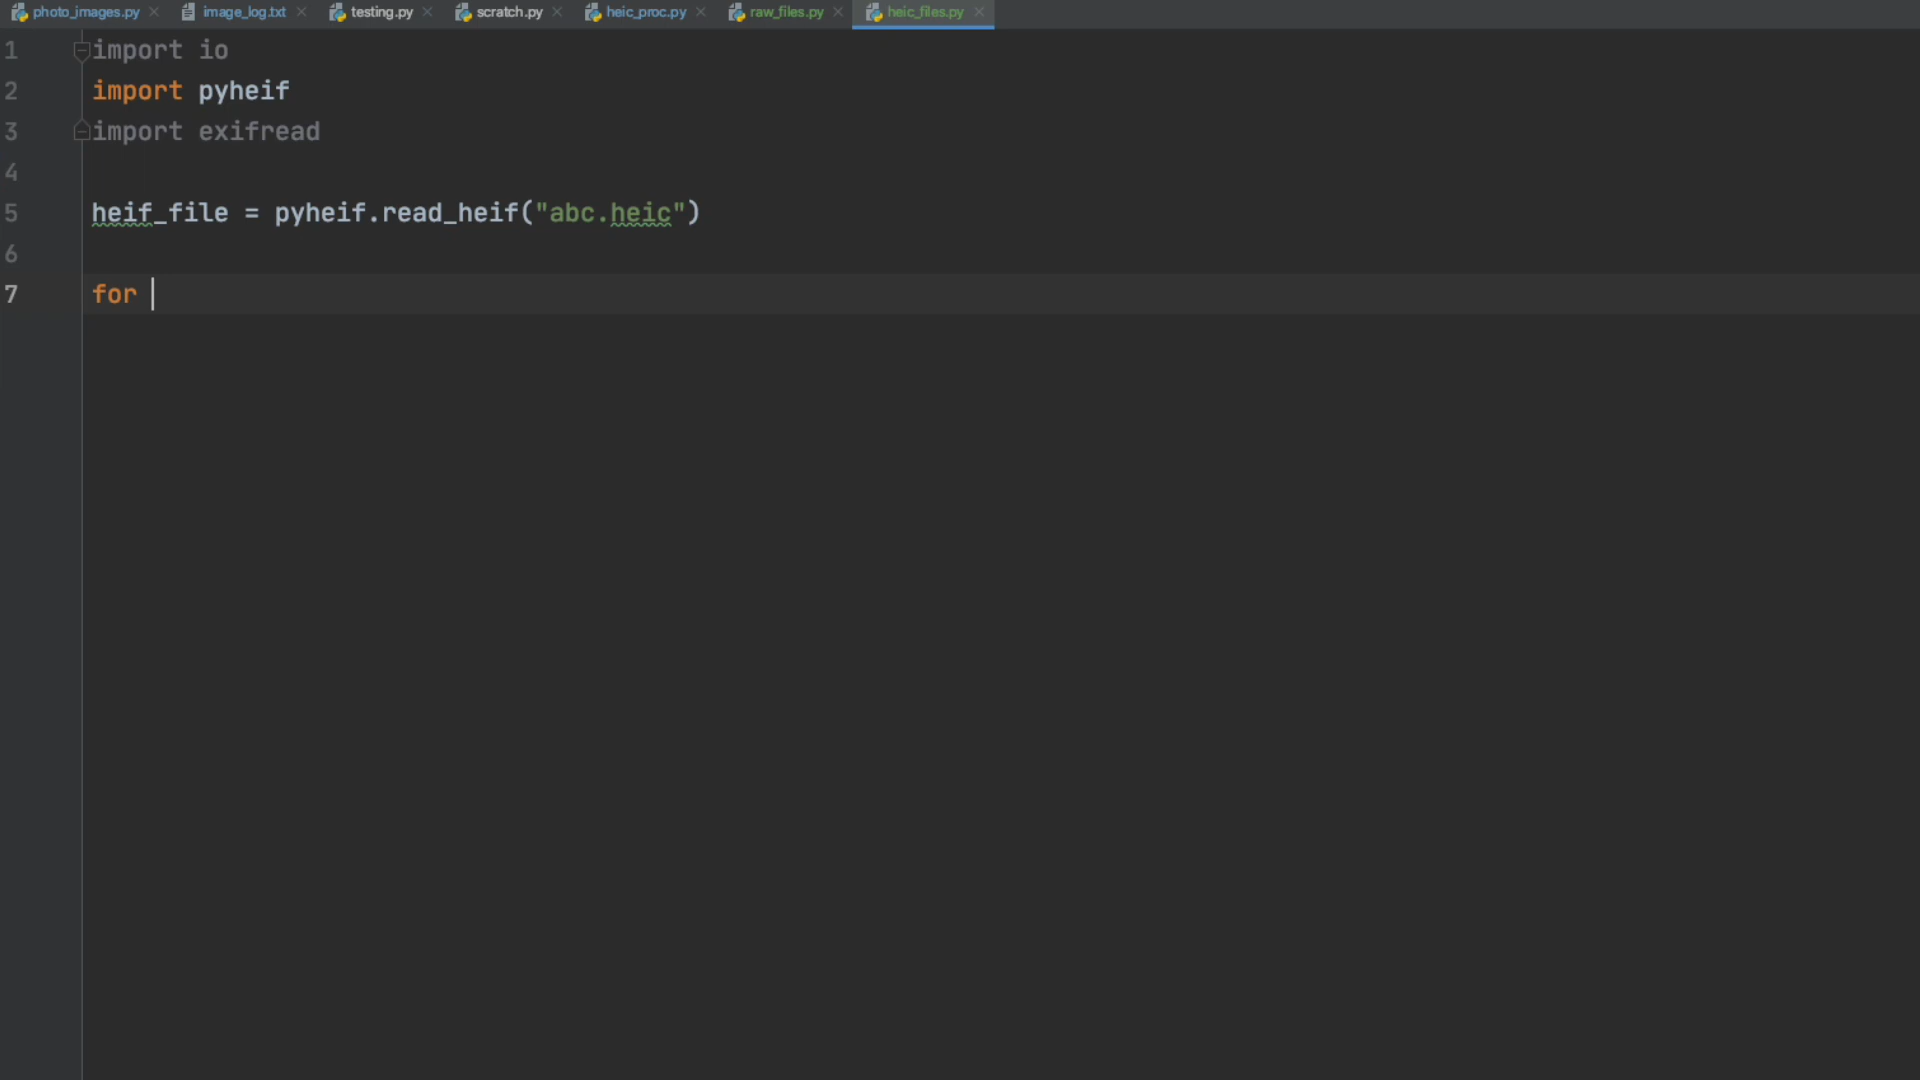 photo_images.py image_log.txt testing.py scratch.py heic_proc.py raw_files.py heic_files.py
1 import io
2 import pyheif
3 import exifread
4
5 heif_file = pyheif.read_heif("abc.heic")
6
7 for